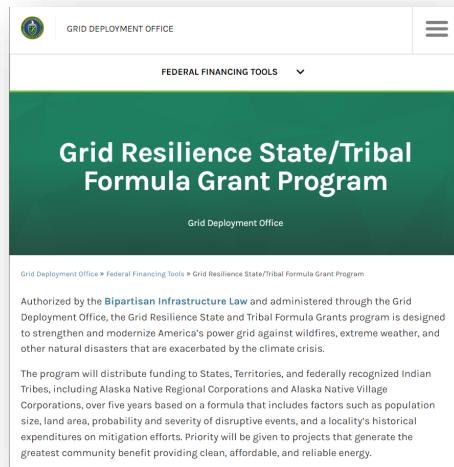 GRID DEPLOYMENT OFFICE
FEDERAL FINANCING TOOLS
Grid Resilience State/Tribal
Formula Grant Program
Grid Deployment Office
Grid Deployment Office » Federal Financing Tools » Grid Resilience State/Tribal Formula Grant Program
Authorized by the Bipartisan Infrastructure Law and administered through the Grid
Deployment Office, the Grid Resilience State and Tribal Formula Grants program is designed
to strengthen and modernize America's power grid against wildfires, extreme weather, and
other natural disasters that are exacerbated by the climate crisis.
The program will distribute funding to States, Territories, and federally recognized Indian
Tribes, including Alaska Native Regional Corporations and Alaska Native Village
Corporations, over five years based on a formula that includes factors such as population
size, land area, probability and severity of disruptive events, and a locality's historical
expenditures on mitigation efforts. Priority will be given to projects that generate the
greatest community benefit providing clean, affordable, and reliable energy.